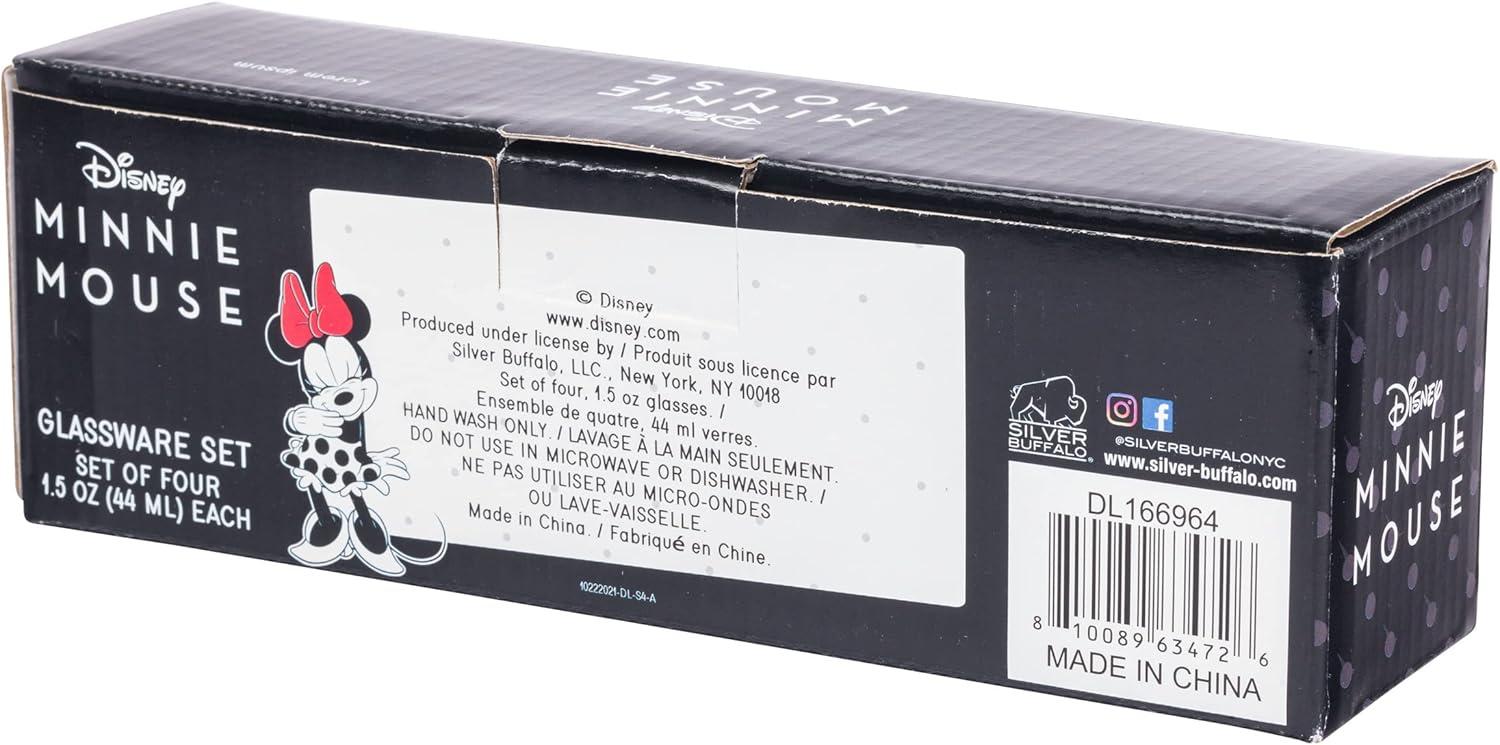 Lorem ipsum
Disney
MINNIE
MOUSE
Disney
MINNIE
MOUSE
GLASSWARE SET
SET OF FOUR
1.5 OZ (44 ML) EACH
© Disney
www.disney.com
Produced under license by / Produit sous licence par
Silver Buffalo, LLC., New York, NY 10018
Set of four, 1.5 oz glasses. /
Ensemble de quatre, 44 ml verres.
HAND WASH ONLY. / LAVAGE À LA MAIN SEULEMENT.
DO NOT USE IN MICROWAVE OR DISHWASHER. /
NE PAS UTILISER AU MICRO-ONDES
OU LAVE-VAISSELLE.
Made in China. / Fabriqué en Chine.
10222021-DL-S4-A
SILVER
BUFFALO®
@SILVERBUFFALONYC
www.silver-buffalo.com
DL166964
8 10089 63472 6
MADE IN CHINA
Disney
MINNIE
MOUSE